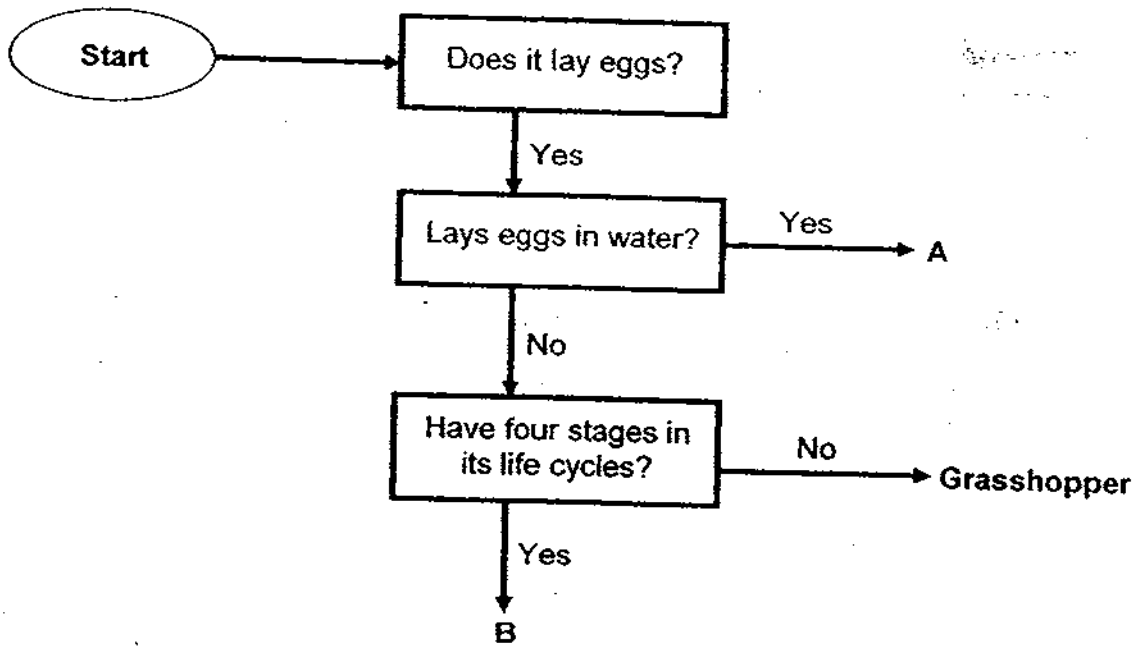 Start
Does it lay eggs?
Yes
Lays eggs in water?
Yes
A
No
Have four stages in
its life cycles?
No
Grasshopper
Yes
B